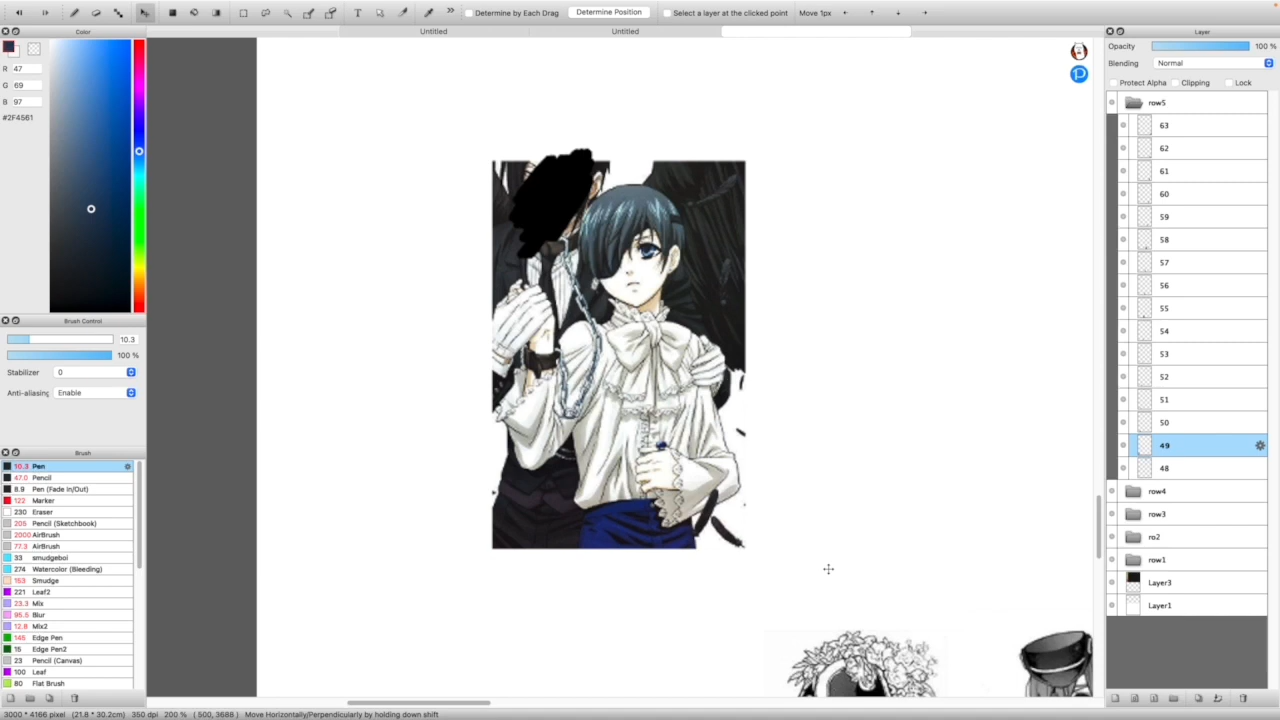 Determine by Each Drag Determine Position Select a layer at the clicked point Move 1px
Color Untitled Untitled Layer
R 47
G 69
B 97
#2F4561
Opacity 100 %
Blending Normal
Protect Alpha Clipping Lock
row5
63
62
61
60
59
58
57
56
55
54
53
52
51
50
49
48
row4
row3
ro2
row1
Layer3
Layer1
Brush Control
10.3
100 %
Stabilizer 0
Anti-aliasing Enable
Brush
10.3 Pen
47.0 Pencil
8.9 Pen (Fade In/Out)
122 Marker
230 Eraser
205 Pencil (Sketchbook)
2000 AirBrush
77.3 AirBrush
33 smudgeboi
274 Watercolor (Bleeding)
153 Smudge
221 Leaf2
23.3 Mix
95.5 Blur
12.8 Mix2
145 Edge Pen
15 Edge Pen2
23 Pencil (Canvas)
100 Leaf
80 Flat Brush
3000 * 4166 pixel (21.8 * 30.2cm) 350 dpi 200 % ( 500, 3688 ) Move Horizontally/Perpendicularly by holding down shift